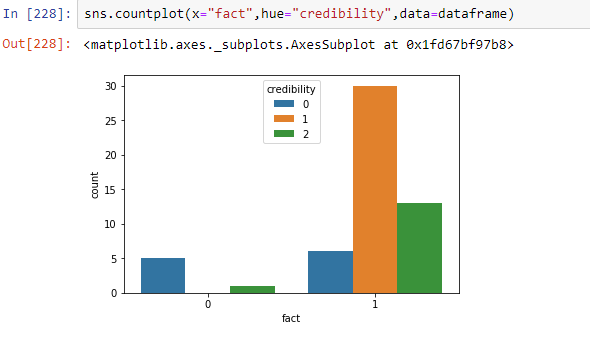 In [228]: sns.countplot(x="fact",hue="credibility",data=dataframe)
Out[228]: <matplotlib.axes._subplots.AxesSubplot at 0x1fd67bf97b8>
credibility
0
1
2
30
25
20
15
10
5
0
count
0 1
fact